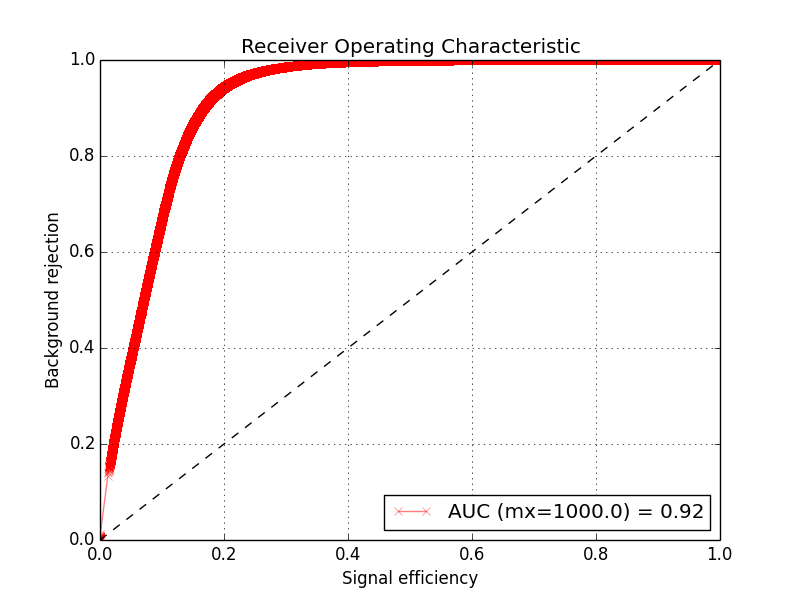 Receiver Operating Characteristic
1.0
0.8
0.6
0.4
0.2
0.0
Background rejection
AUC (mx=1000.0) = 0.92
0.0 0.2 0.4 0.6 0.8 1.0
Signal efficiency